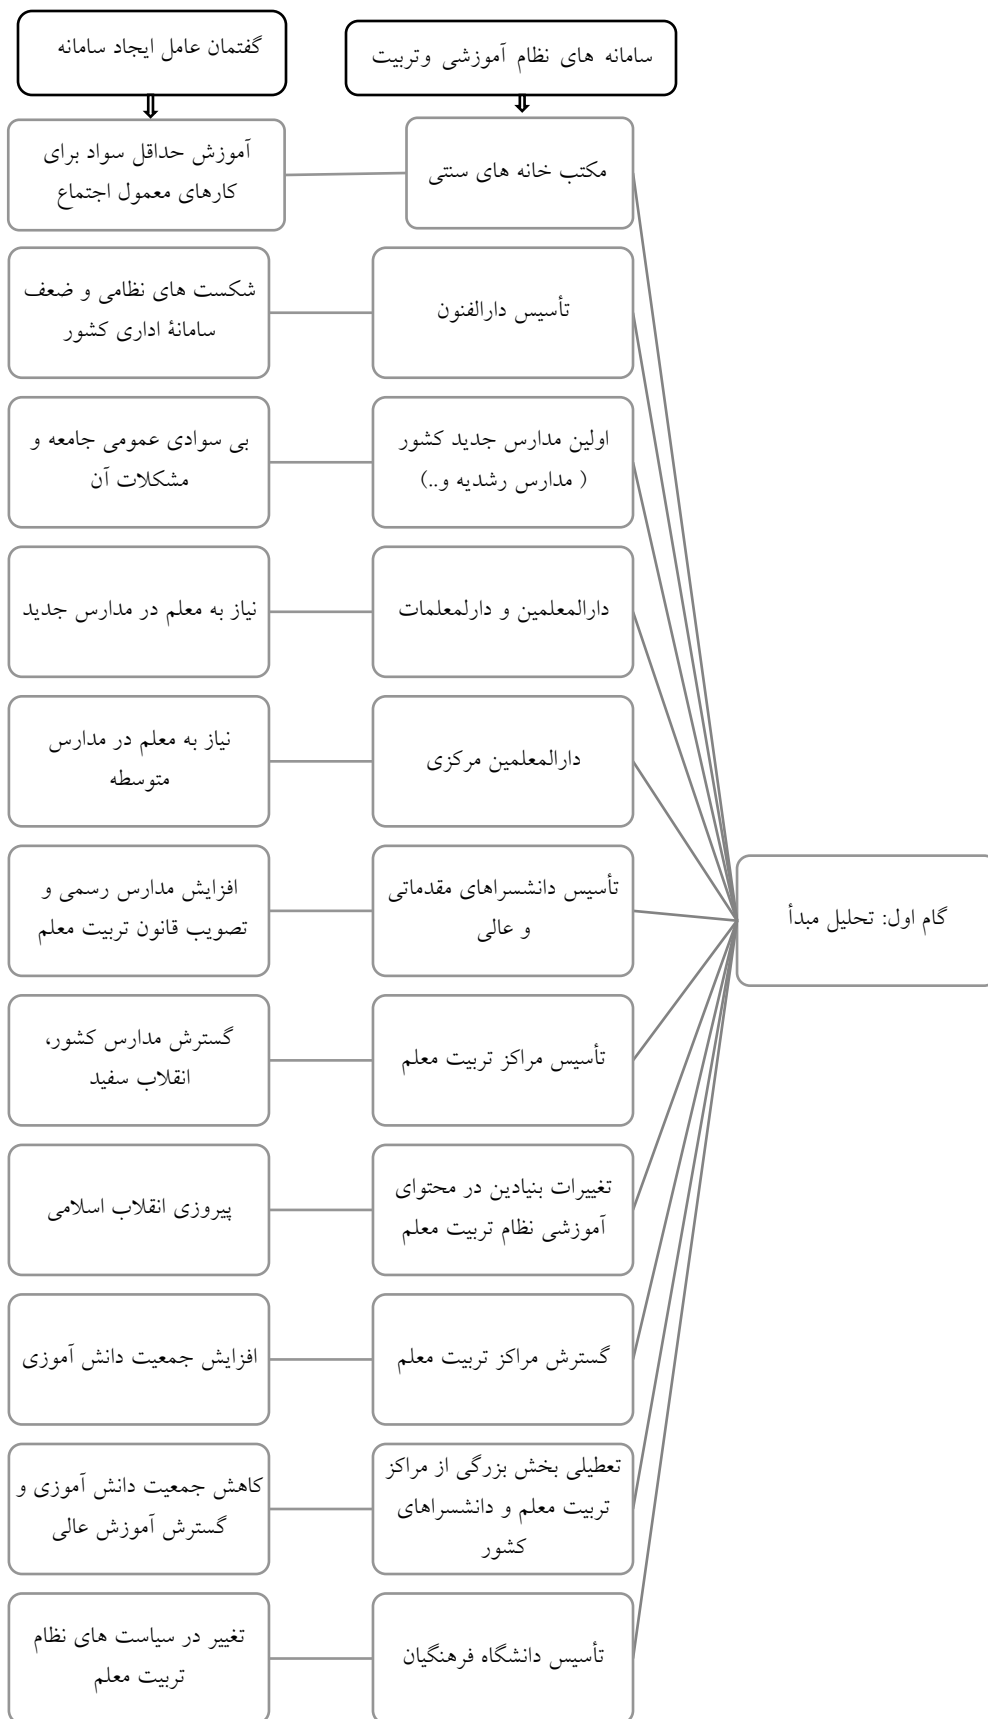 سامانه های نظام آموزشی وتربیت
گفتمان عامل ایجاد سامانه
گام اول: تحلیل مبدأ
مکتب خانه های سنتی
آموزش حداقل سواد برای
کارهای معمول اجتماع
تأسیس دارالفنون
شکست های نظامی و ضعف
سامانۀ اداری کشور
اولین مدارس جدید کشور
( مدارس رشدیه و..)
بی سوادی عمومی جامعه و
مشکلات آن
دارالمعلمین و دارلمعلمات
نیاز به معلم در مدارس جدید
دارالمعلمین مرکزی
نیاز به معلم در مدارس
متوسطه
تأسیس دانشسراهای مقدماتی
و عالی
افزایش مدارس رسمی و
تصویب قانون تربیت معلم
تأسیس مراکز تربیت معلم
گسترش مدارس کشور،
انقلاب سفید
تغییرات بنیادین در محتوای
آموزشی نظام تربیت معلم
پیروزی انقلاب اسلامی
گسترش مراکز تربیت معلم
افزایش جمعیت دانش آموزی
تعطیلی بخش بزرگی از مراکز
تربیت معلم و دانشسراهای
کشور
کاهش جمعیت دانش آموزی و
گسترش آموزش عالی
تأسیس دانشگاه فرهنگیان
تغییر در سیاست های نظام
تربیت معلم